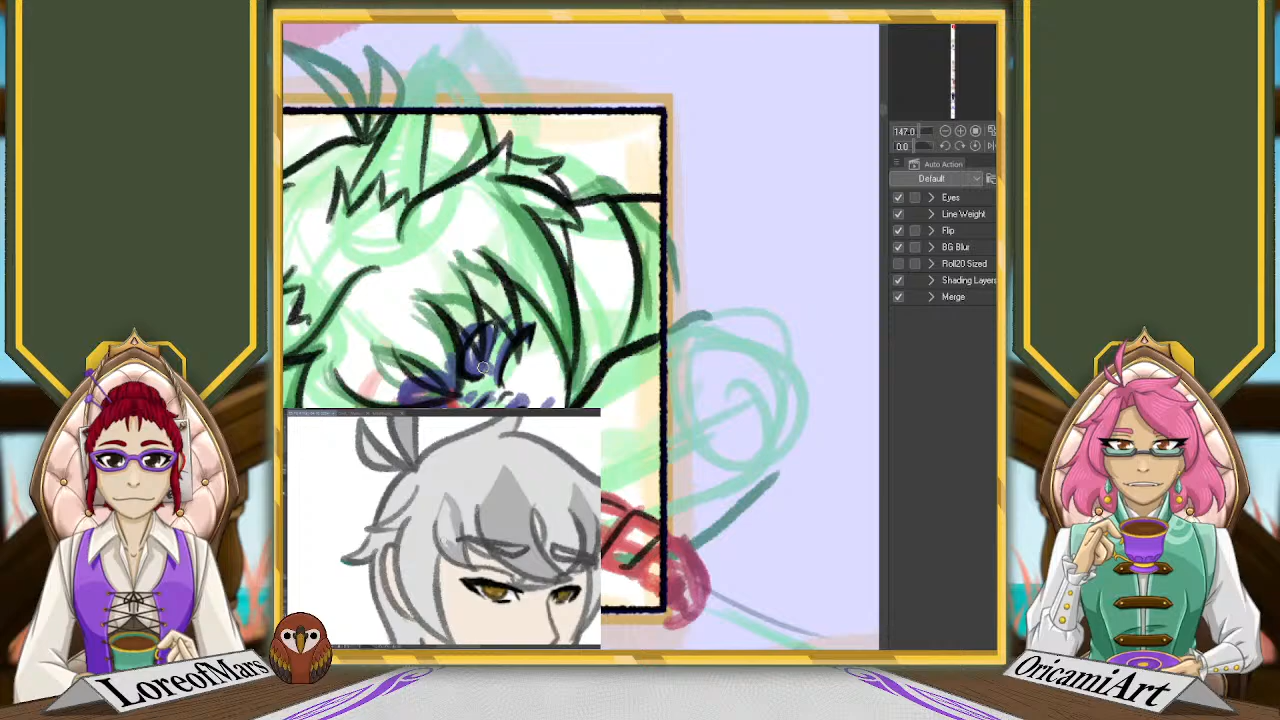 147.0
0.0
Auto Action
Default
Eyes
Line Weight
Flip
BG Blur
Roll20 Sized
Shading Layers
Merge
LoreofMars
OricamiArt